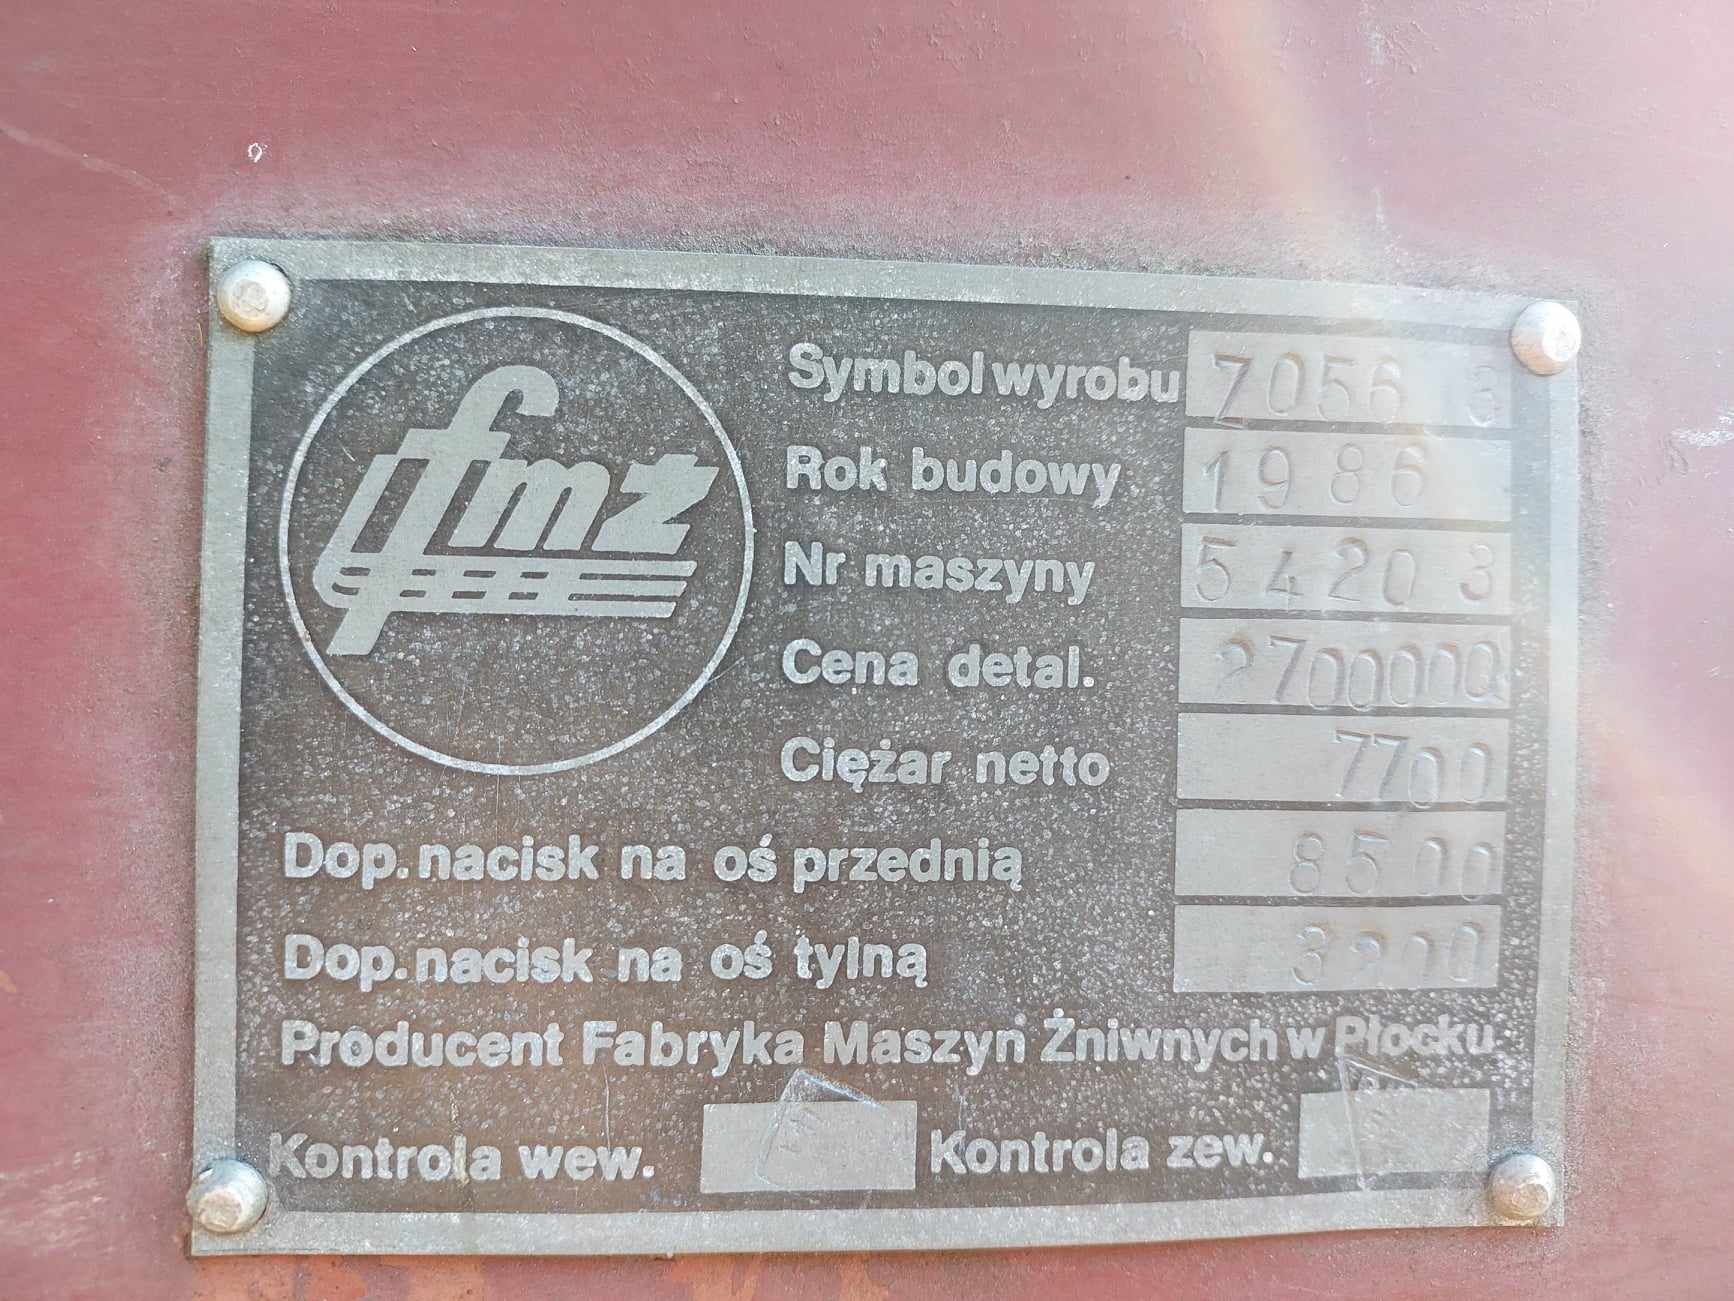 fmż
Symbol wyrobu 7056 3
Rok budowy 1986
Nr maszyny 54203
Cena detal. 2700000
Ciężar netto 7700
Dop. nacisk na oś przednią 8500
Dop. nacisk na oś tylną 3200
Producent Fabryka Maszyn Żniwnych w Płocku
Kontrola wew. Kontrola zew.